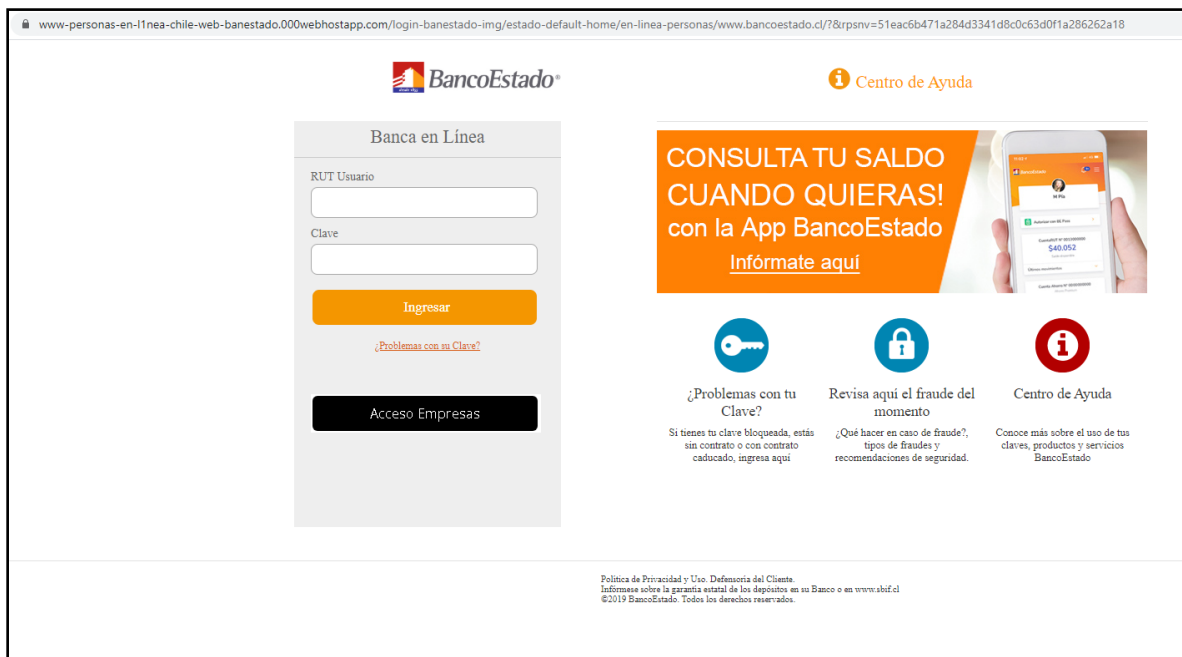 www-personas-en-l1nea-chile-web-banestado.000webhostapp.com/login-banestado-img/estado-default-home/en-linea-personas/www.bancoestado.cl/?&rpsnv=51eac6b471a284d3341d8c0c63d0f1a286262a18
BancoEstado®
Centro de Ayuda
Banca en Línea
RUT Usuario
Clave
Ingresar
¿Problemas con su Clave?
Acceso Empresas
CONSULTA TU SALDO
CUANDO QUIERAS!
con la App BancoEstado
Infórmate aquí
BancoEstado
$40.052
¿Problemas con tu
Clave?
Si tienes tu clave bloqueada, estás
sin contrato o con contrato
caducado, ingresa aquí
Revisa aquí el fraude del
momento
¿Qué hacer en caso de fraude?,
tipos de fraudes y
recomendaciones de seguridad.
Centro de Ayuda
Conoce más sobre el uso de tus
claves, productos y servicios
BancoEstado
Política de Privacidad y Uso. Defensoría del Cliente.
Infórmese sobre la garantía estatal de los depósitos en su Banco o en www.sbif.cl
©2019 BancoEstado. Todos los derechos reservados.